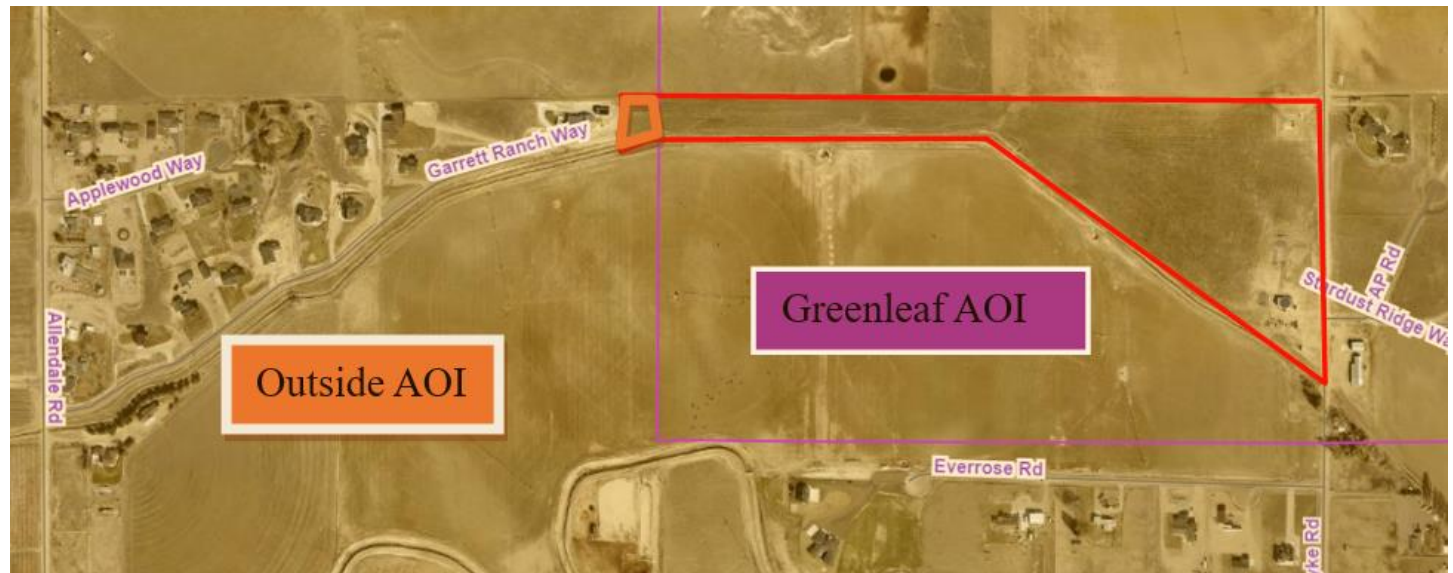 Garrett Ranch Way
Applewood Way
AP Rd
Stardust Ridge Wa
Greenleaf AOI
Allendale Rd
Outside AOI
Everrose Rd
yke Rd